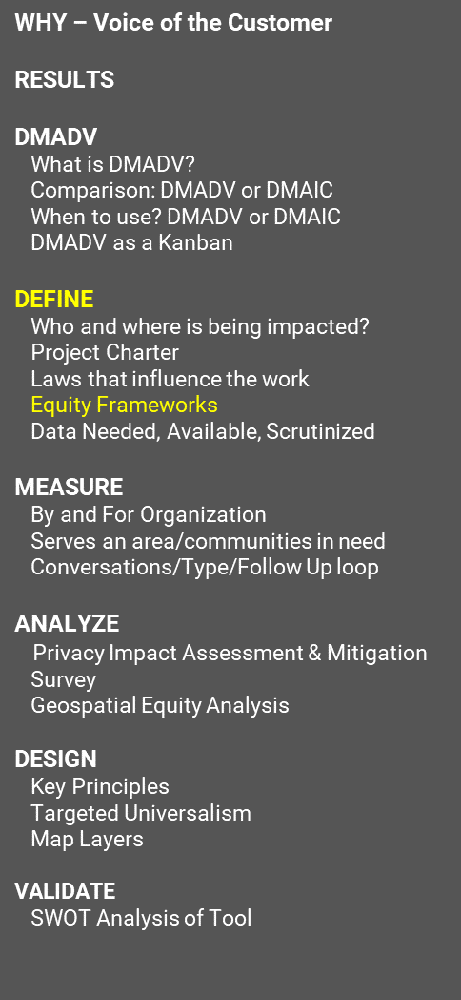 WHY – Voice of the Customer
RESULTS
DMADV
What is DMADV?
Comparison: DMADV or DMAIC
When to use? DMADV or DMAIC
DMADV as a Kanban
DEFINE
Who and where is being impacted?
Project Charter
Laws that influence the work
Equity Frameworks
Data Needed, Available, Scrutinized
MEASURE
By and For Organization
Serves an area/communities in need
Conversations/Type/Follow Up loop
ANALYZE
Privacy Impact Assessment & Mitigation
Survey
Geospatial Equity Analysis
DESIGN
Key Principles
Targeted Universalism
Map Layers
VALIDATE
SWOT Analysis of Tool